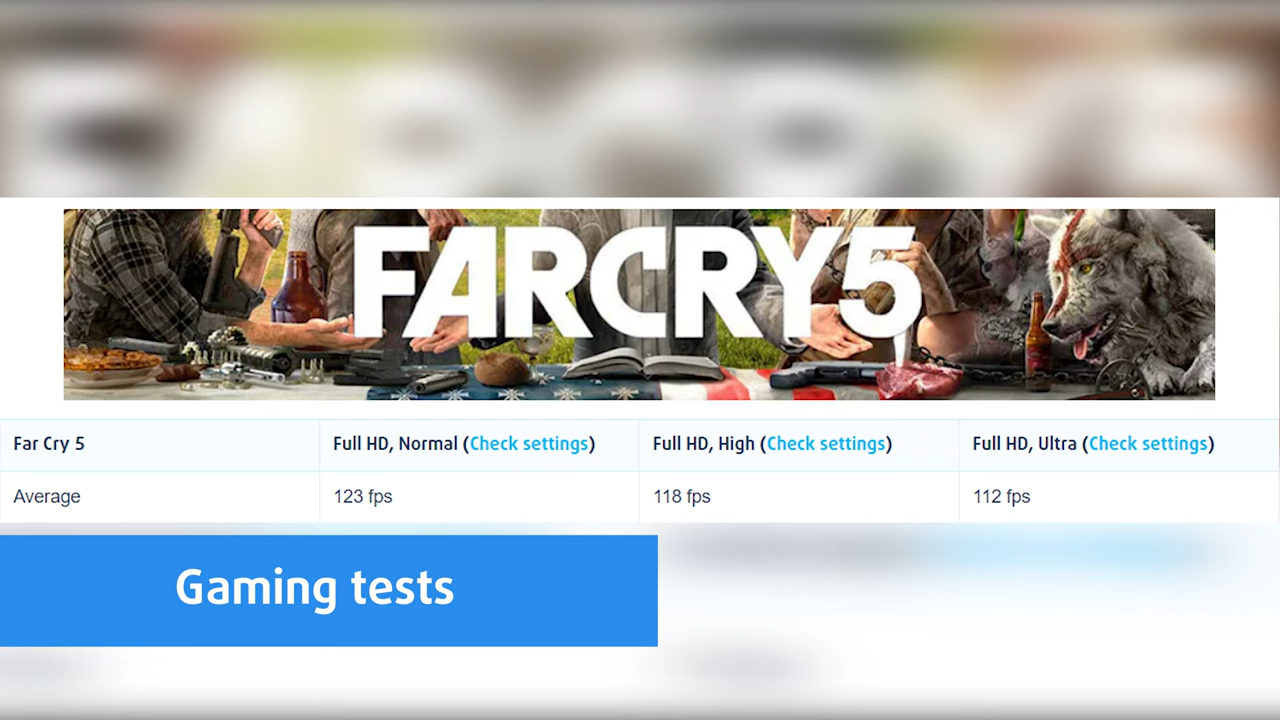 FARCRY5
Far Cry 5 Full HD, Normal (Check settings) Full HD, High (Check settings) Full HD, Ultra (Check settings)
Average 123 fps 118 fps 112 fps
Gaming tests